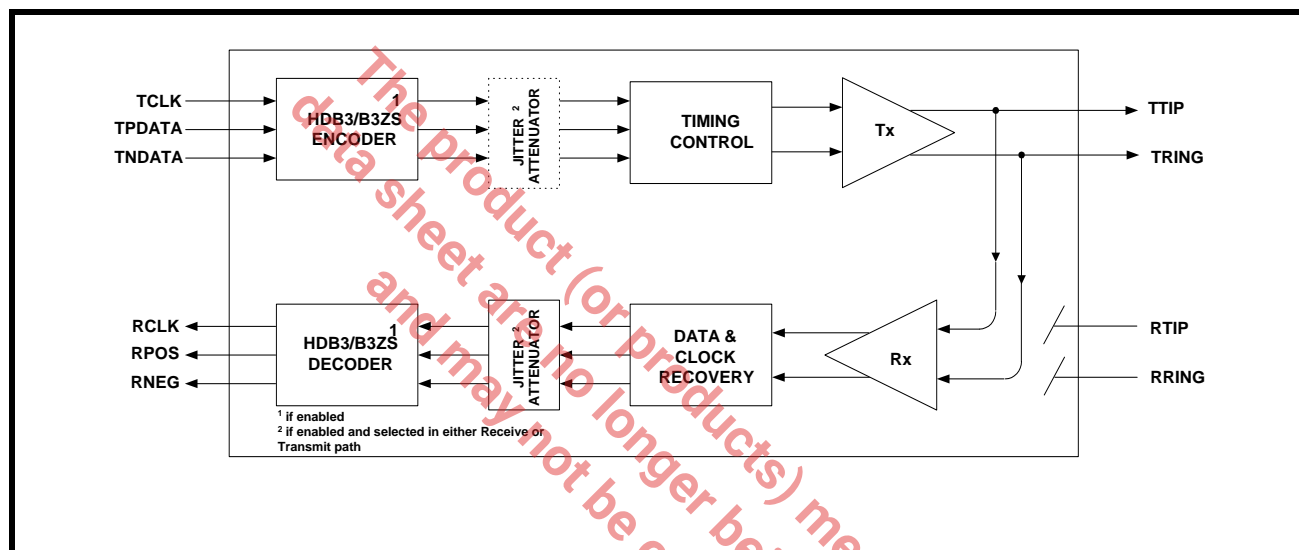 TCLK
TPDATA
TNDATA
1
HDB3/B3ZS
ENCODER
JITTER 2
ATTENUATOR
TIMING
CONTROL
Tx
TTIP
TRING
RCLK
RPOS
RNEG
1
HDB3/B3ZS
DECODER
JITTER 2
ATTENUATOR
DATA &
CLOCK
RECOVERY
Rx
RTIP
RRING
1 if enabled
2 if enabled and selected in either Receive or
Transmit path
The product (or products) me
data sheet are no longer be
and may not be